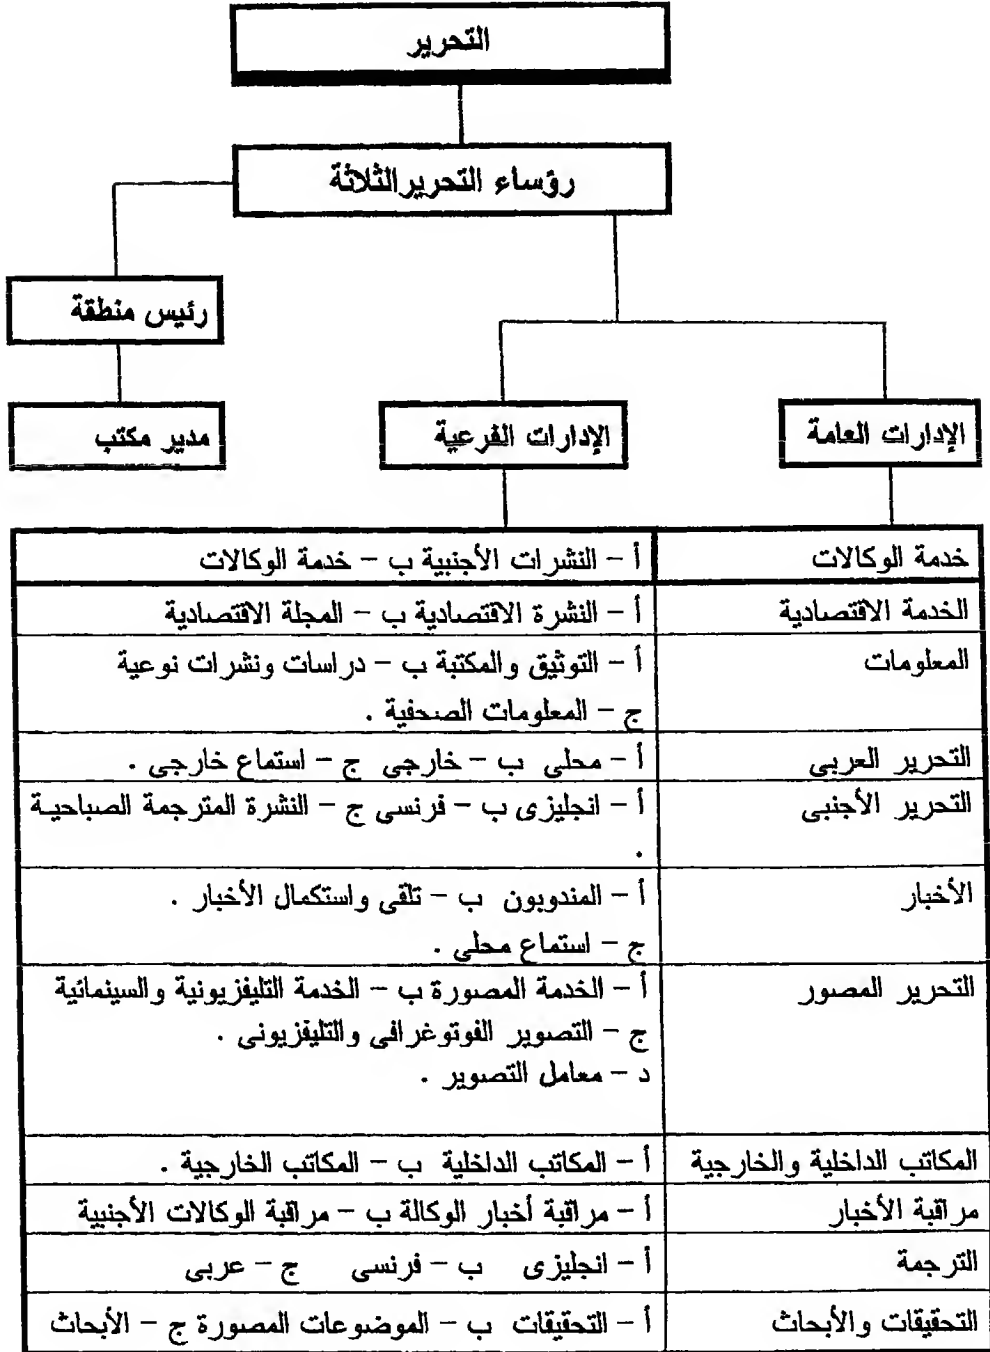 التحرير
رؤساء التحرير الثلاثة
رئيس منطقة
الإدارات العامة
الإدارات الفرعية
مدير مكتب
خدمة الوكالات
أ – النشرات الأجنبية ب – خدمة الوكالات
الخدمة الاقتصادية
أ – النشرة الاقتصادية ب – المجلة الاقتصادية
المعلومات
أ – التوثيق والمكتبة ب – دراسات ونشرات نوعية
ج – المعلومات الصحفية .
التحرير العربى
أ – محلى ب – خارجى ج – استماع خارجى .
التحرير الأجنبى
أ – انجليزى ب – فرنسى ج – النشرة المترجمة الصباحية
.
الأخبار
أ – المندوبون ب – تلقى واستكمال الأخبار .
ج – استماع محلى .
التحرير المصور
أ – الخدمة المصورة ب – الخدمة التليفزيونية والسينمائية
ج – التصوير الفوتوغرافى والتليفزيونى .
د – معامل التصوير .
المكاتب الداخلية والخارجية
أ – المكاتب الداخلية ب – المكاتب الخارجية .
مراقبة الأخبار
أ – مراقبة أخبار الوكالة ب – مراقبة الوكالات الأجنبية
الترجمة
أ – انجليزى ب – فرنسى ج – عربى
التحقيقات والأبحاث
أ – التحقيقات ب – الموضوعات المصورة ج – الأبحاث